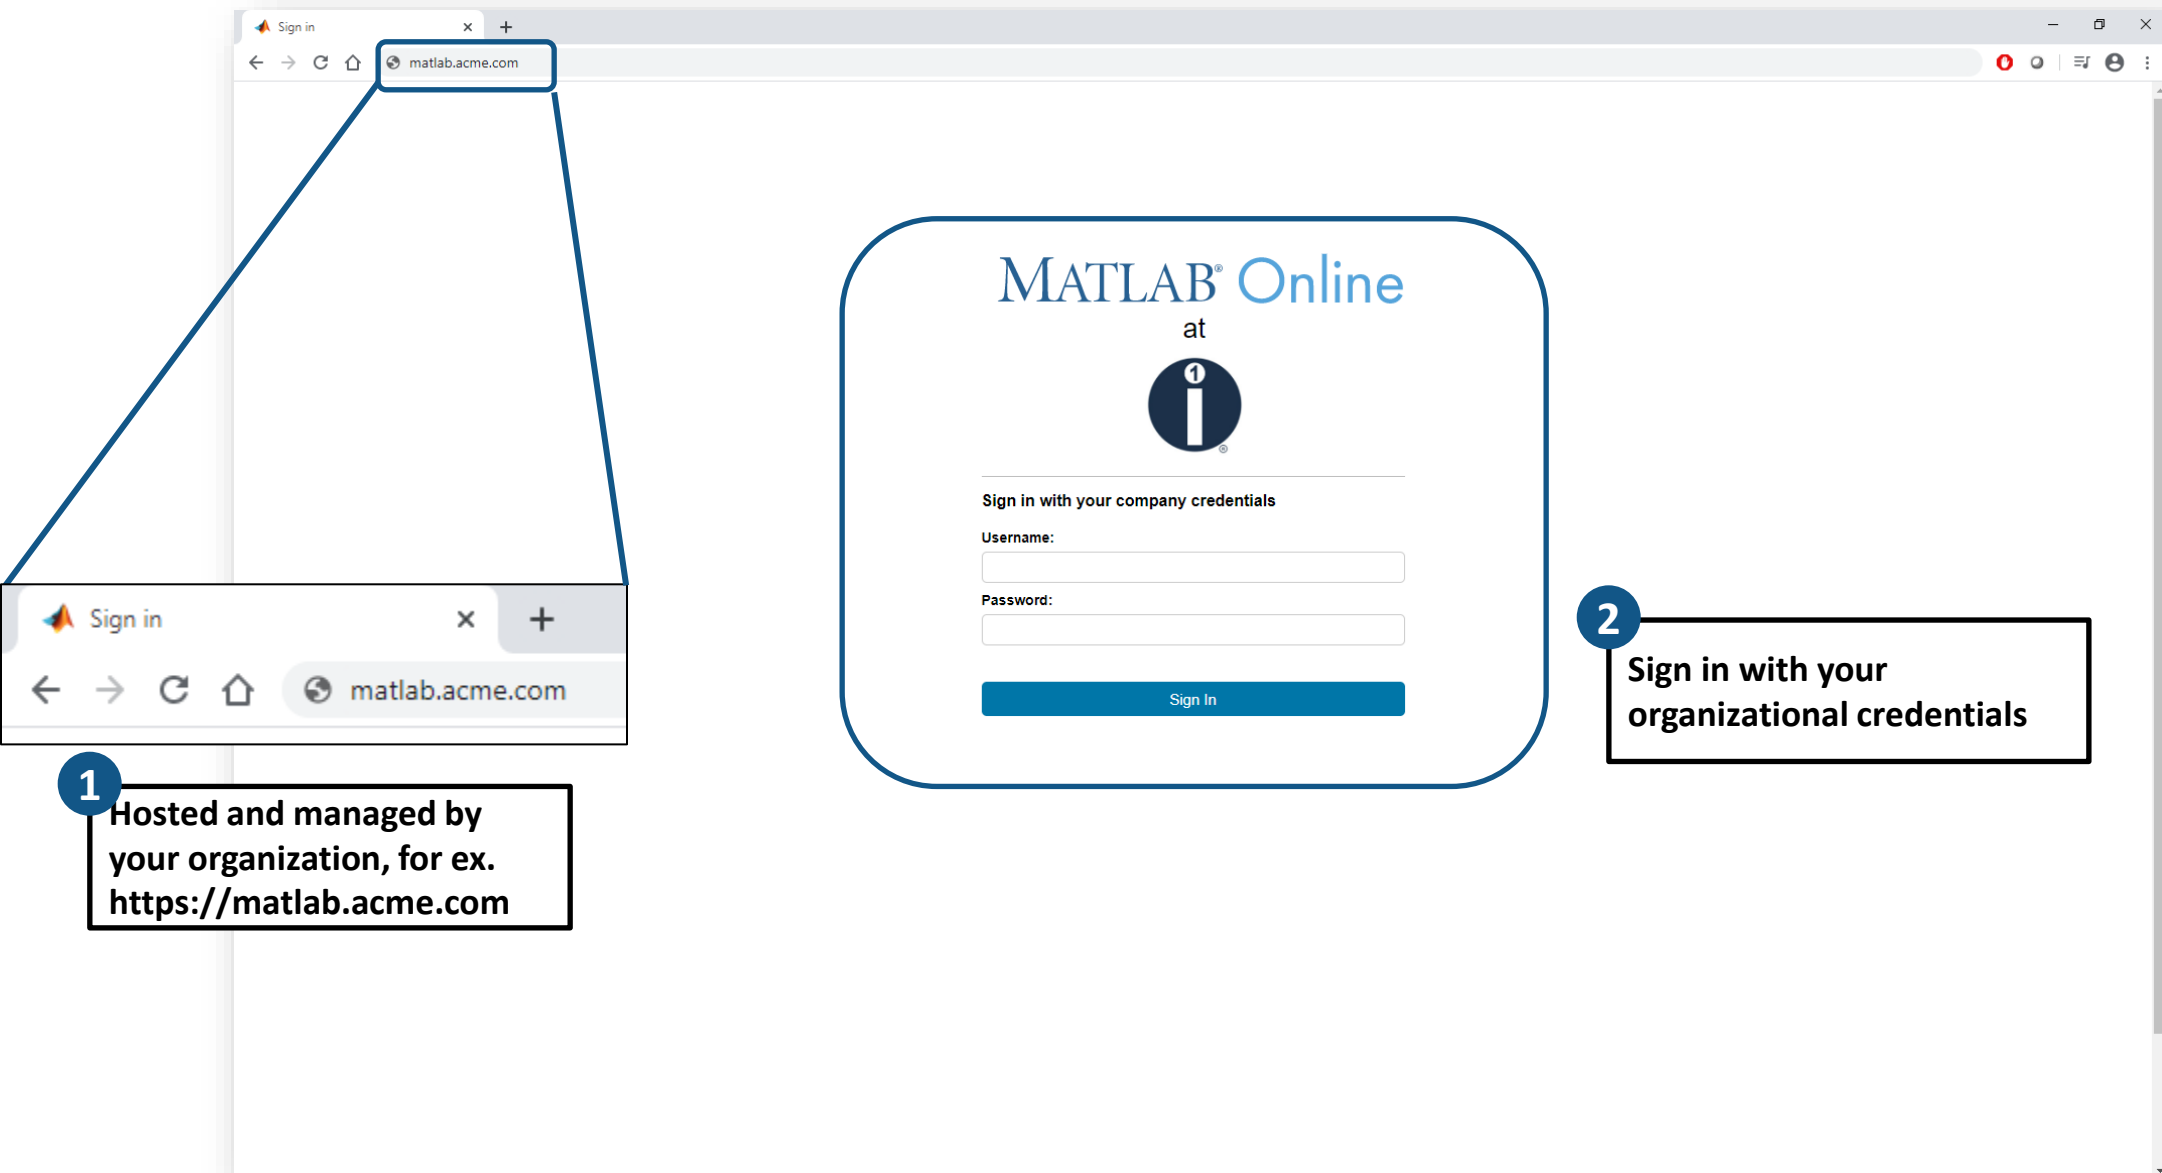 Sign in
matlab.acme.com
MATLAB® Online
at
1
i
®
Sign in with your company credentials
Username:
Password:
Sign In
Sign in
matlab.acme.com
1
Hosted and managed by
your organization, for ex.
https://matlab.acme.com
2
Sign in with your
organizational credentials